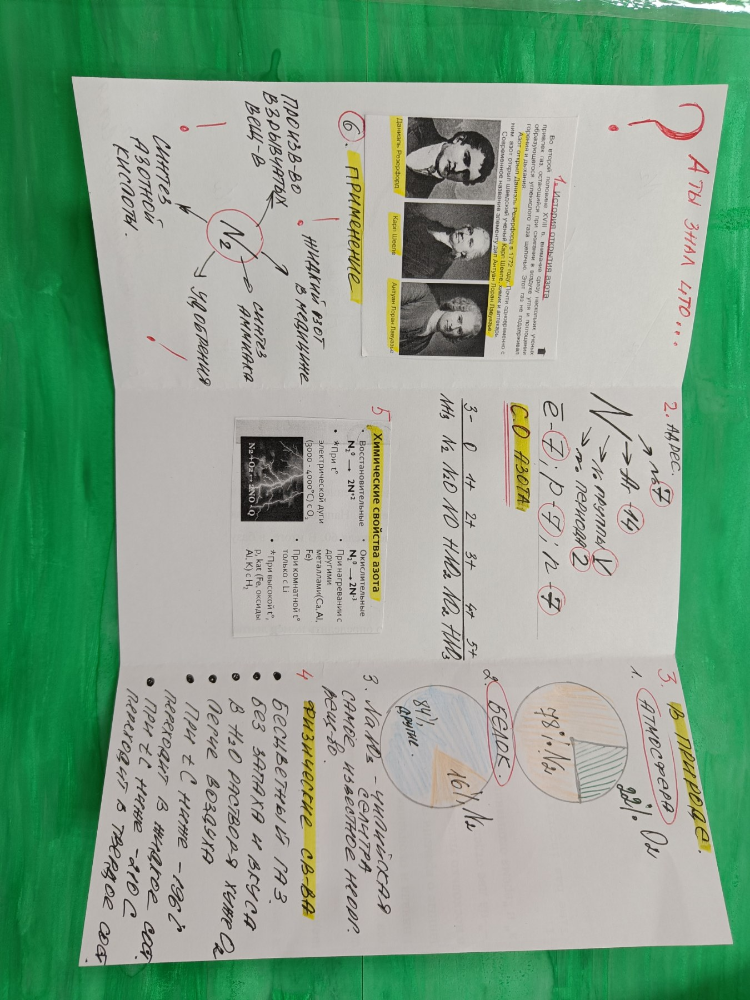 ? А ТЫ ЗНАЛ ЧТО...
1. История открытия азота
Во второй половине XVIII в. внимание сразу нескольких ученых
привлек газ, остающийся при сжигании в воздухе угля и поглощении
образующегося углекислого газа щелочью. Этот газ не поддерживал
горения и дыхания.
Азот открыл Даниэль Резерфорд в 1772 году. Почти одновременно с
ним азот открыл шведский ученый Карл Шееле, химик и аптекарь.
Современное название элементу дал Антуан Лоран Лавуазье.
Даниэль Резерфорд
Карл Шееле
Антуан Лоран Лавуазье
6. ПРИМЕНЕНИЕ
ПРОИЗВ-ВО
ВЗРЫВЧАТЫХ
ВЕЩ-В
!
ЖИДКИЙ АЗОТ
В МЕДИЦИНЕ
N2
СИНТЕЗ
АММИАКА
УДОБРЕНИЯ
!
СИНТЕЗ
АЗОТНОЙ
КИСЛОТЫ.
!
2. АДРЕС.
→ № 7
N → Ar - 14
→ № ГРУППЫ V
→ № ПЕРИОДА 2
e̅ - 7; p - 7; n - 7
С.О АЗОТА
3- 0 1+ 2+ 3+ 4+ 5+
NH3 N2 N2O NO HNO2 NO2 HNO3
5
Химические свойства азота
• Восстановительные
N₂⁰ → 2N⁺²
• *При t°
электрической дуги
(3000 - 4000°C) с O₂
N2+O2↔2NO -Q
• Окислительные
N₂⁰ → 2N⁻³
• При нагревании с
другими
металлами(Ca, Al,
Fe)
• При комнатной t°
только с Li
• *При высокой t°,
p, kat (Fe, оксиды
Al, K) с H₂
3. В ПРИРОДЕ.
1. АТМОСФЕРА
22% O2
78% N2
2. БЕЛОК.
16% N2
84%
другие.
3. NaNO3 - ЧИЛИЙСКАЯ
СЕЛИТРА
САМОЕ ИЗВЕСТНОЕ НЕОРГ.
ВЕЩ-ВО.
4 ФИЗИЧЕСКИЕ СВ-ВА
• БЕСЦВЕТНЫЙ ГАЗ.
• БЕЗ ЗАПАХА И ВКУСА
• В H2O РАСТВОРЯ ХУЖЕ O2
• ЛЕГЧЕ ВОЗДУХА
• ПРИ t C НИЖЕ -196
ПЕРЕХОДИТ В ЖИДКОЕ СОСТ.
• ПРИ t C НИЖЕ -210 C
ПЕРЕХОДИТ В ТВЕРДОЕ СОСТ.